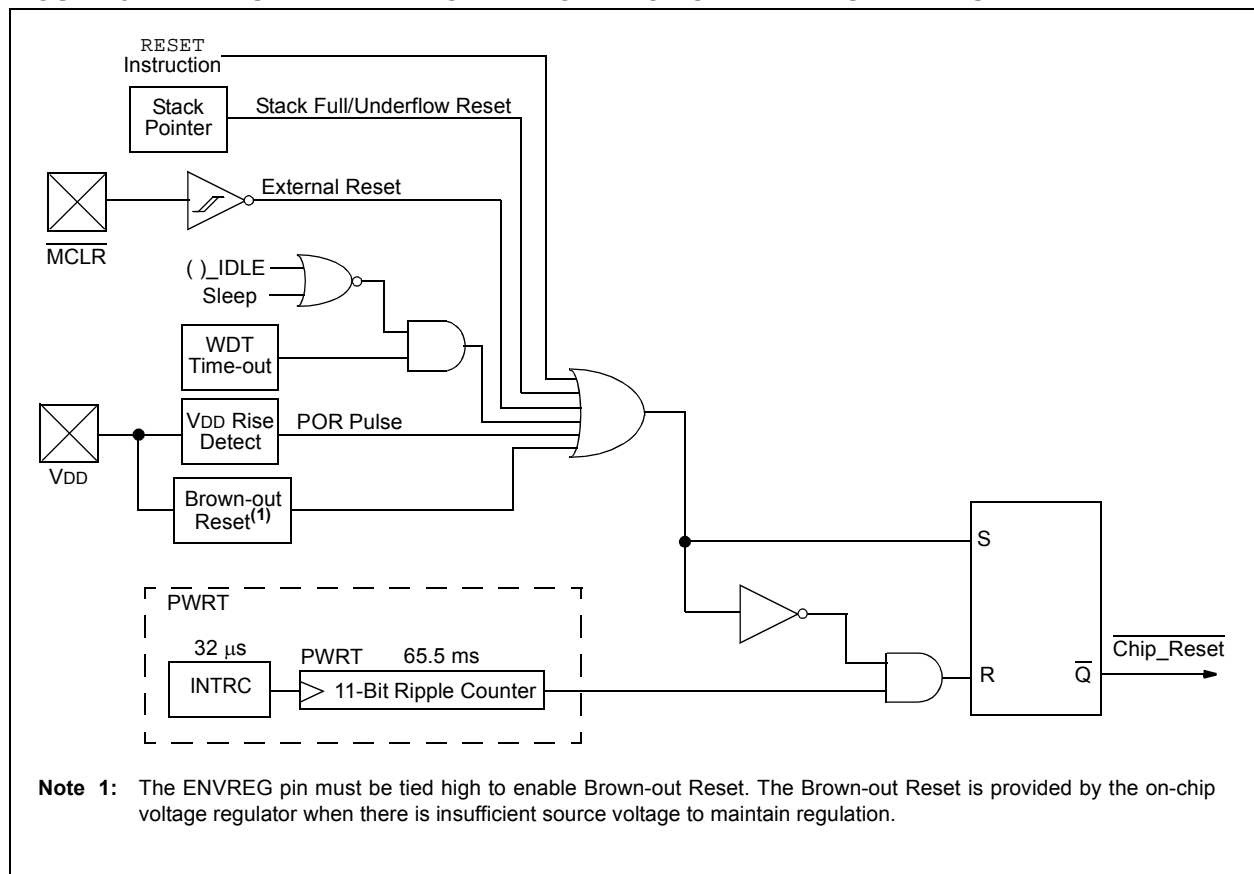 RESET
Instruction
Stack
Pointer
Stack Full/Underflow Reset
External Reset
MCLR
( )_IDLE
Sleep
WDT
Time-out
VDD Rise
Detect
POR Pulse
VDD
Brown-out
Reset(1)
S
PWRT
32 μs
PWRT 65.5 ms
INTRC
11-Bit Ripple Counter
R
Q
Chip_Reset
Note 1: The ENVREG pin must be tied high to enable Brown-out Reset. The Brown-out Reset is provided by the on-chip
voltage regulator when there is insufficient source voltage to maintain regulation.